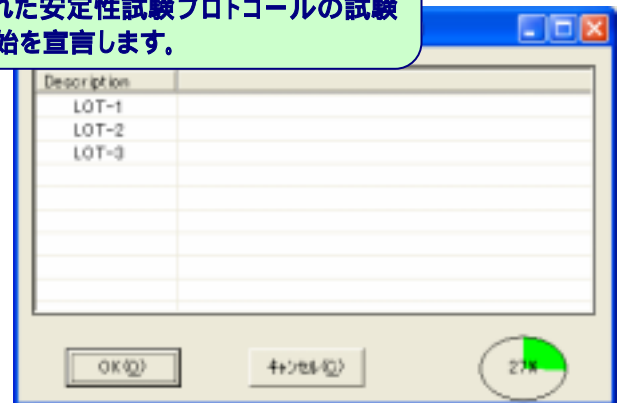 れた安定性試験プロトコールの試験
始を宣言します。
Description
LOT-1
LOT-2
LOT-3
OK(O)
キャンセル(C)
27%